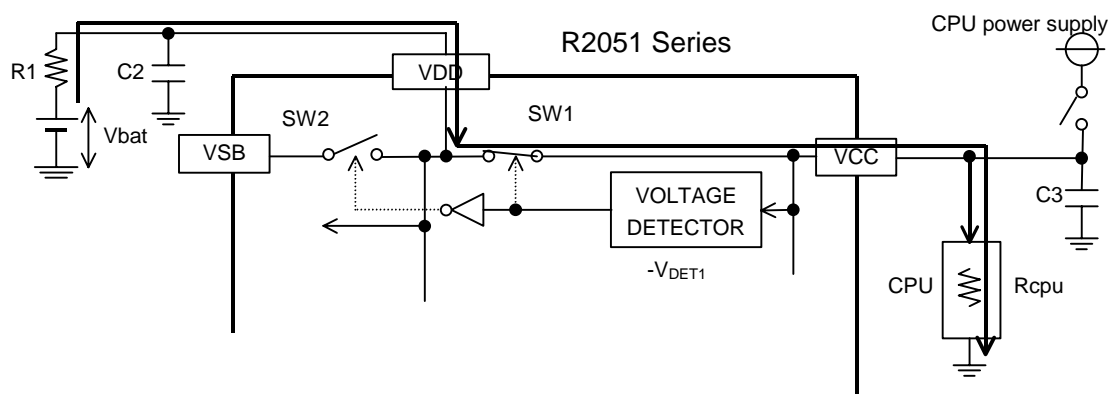 CPU power supply
R2051 Series
R1
C2
VDD
Vbat
SW2
SW1
VSB
VCC
C3
VOLTAGE
DETECTOR
-VDET1
CPU
Rcpu